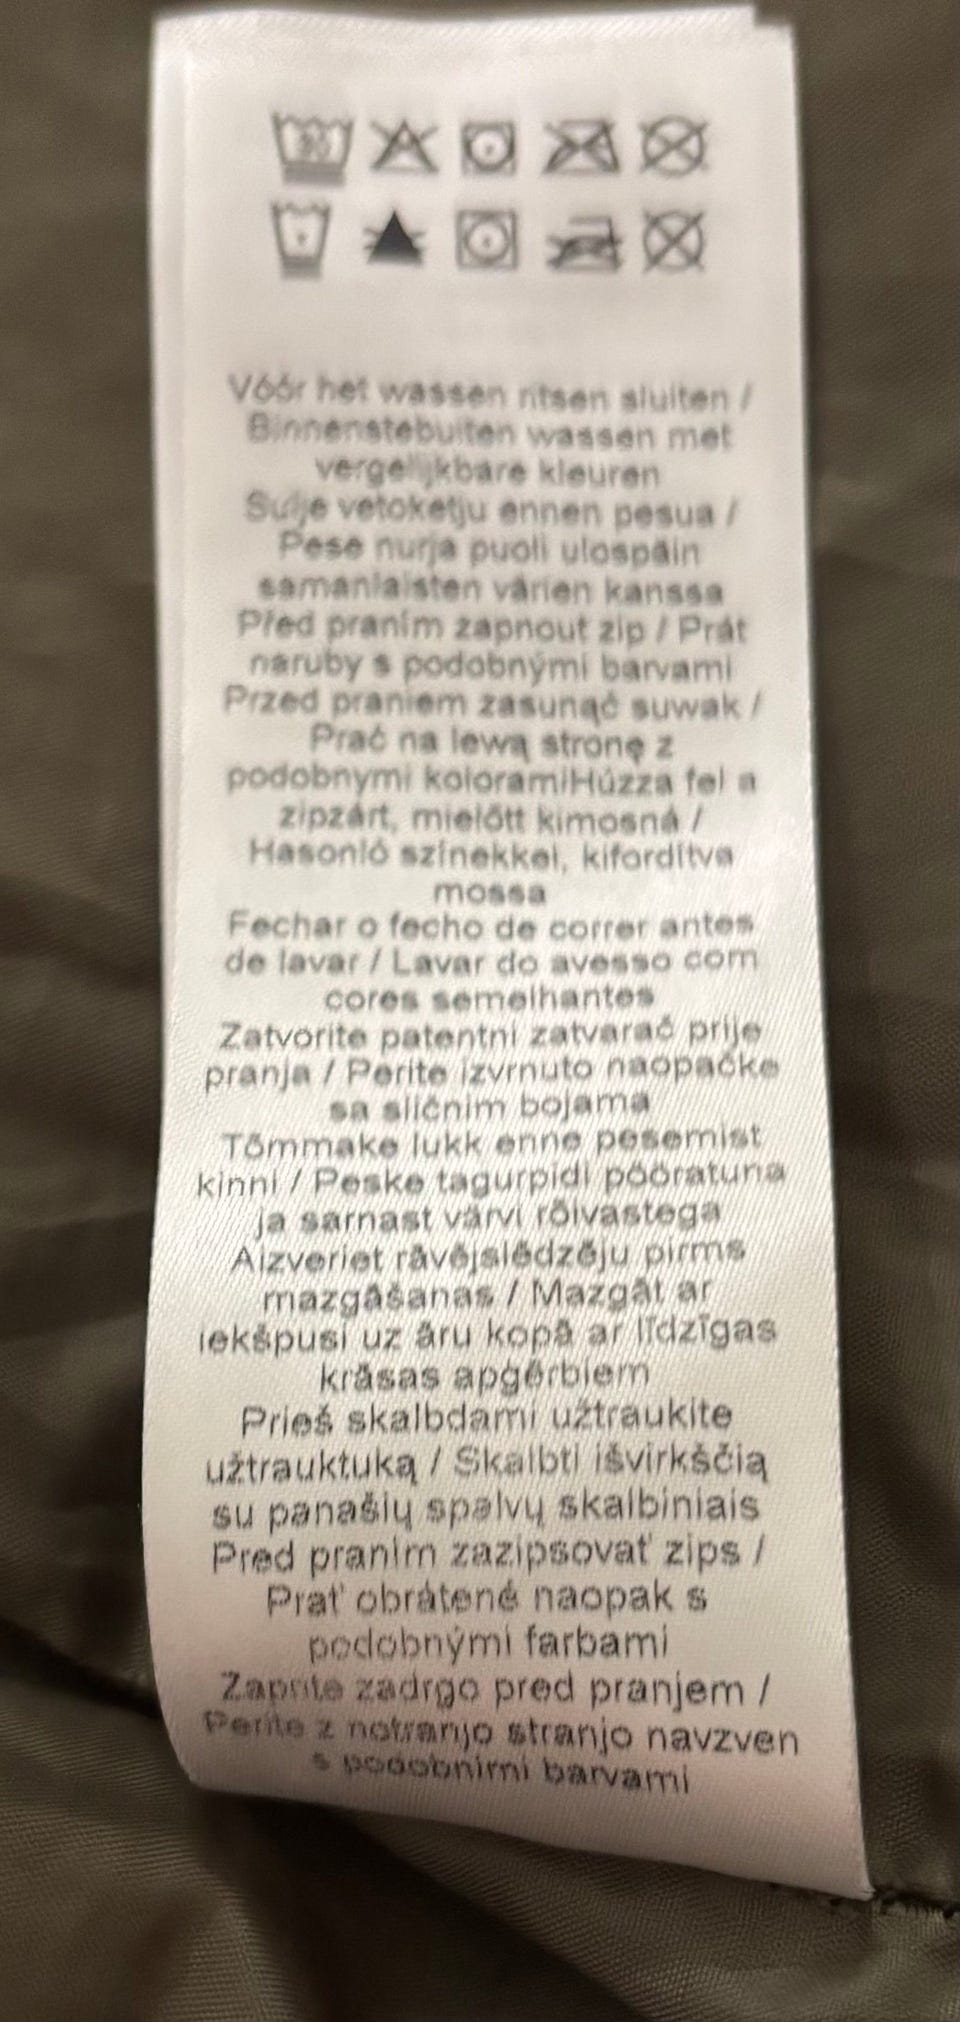 30
Vóór het wassen ritsen sluiten /
Binnenstebuiten wassen met
vergelijkbare kleuren
Sulje vetoketju ennen pesua /
Pese nurja puoli ulospäin
samanlaisten värien kanssa
Před praním zapnout zip / Prát
naruby s podobnými barvami
Przed praniem zasunąć suwak /
Prać na lewą stronę z
podobnymi koloramiHúzza fel a
zipzárt, mielőtt kimosná /
Hasonló színekkel, kifordítva
mossa
Fechar o fecho de correr antes
de lavar / Lavar do avesso com
cores semelhantes
Zatvorite patentni zatvarač prije
pranja / Perite izvrnuto naopačke
sa sličnim bojama
Tõmmake lukk enne pesemist
kinni / Peske tagurpidi pööratuna
ja sarnast värvi rõivastega
Aizveriet rāvējslēdzēju pirms
mazgāšanas / Mazgāt ar
iekšpusi uz āru kopā ar līdzīgas
krāsas apģērbiem
Prieš skalbdami užtraukite
užtrauktuką / Skalbti išvirkščią
su panašių spalvų skalbiniais
Pred praním zazipsovať zips /
Prať obrátené naopak s
podobnými farbami
Zaprite zadrgo pred pranjem /
Perite z notranjo stranjo navzven
s podobnimi barvami